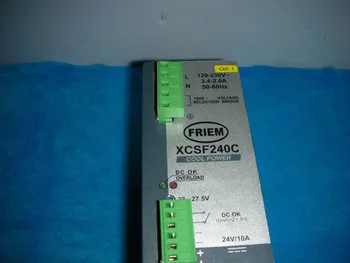 L 120-230V~
3.4-2.0A
N 50-60Hz
VOLTAGE
SELECTION BRIDGE
FRIEM
XCSF240C
COOL POWER
DC OK
OVERLOAD
23-27.5V
DC OK
24V/10A
+